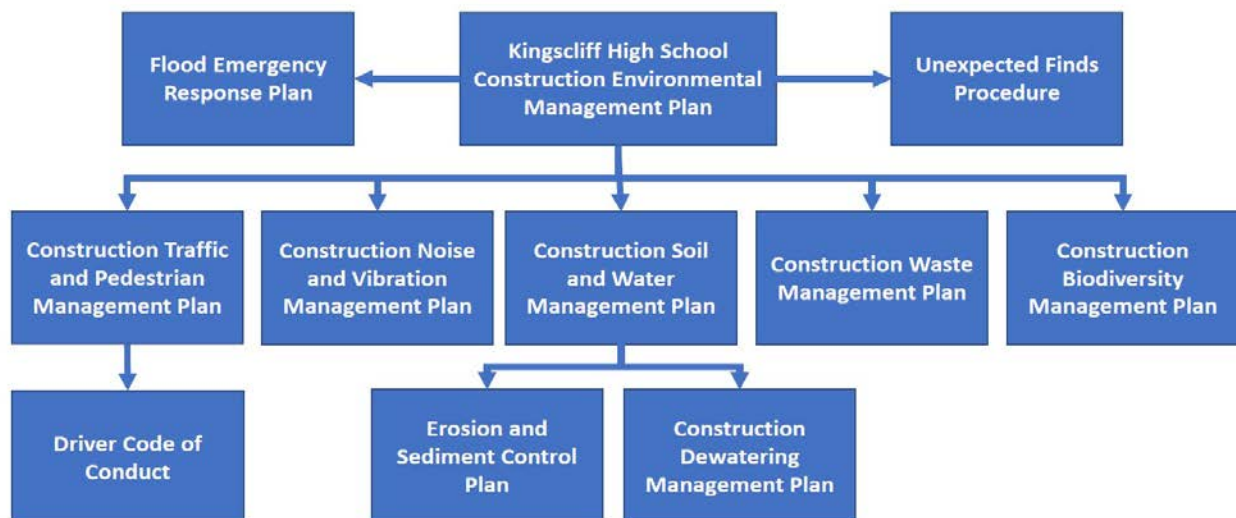 Flood Emergency
Response Plan
Kingscliff High School
Construction Environmental
Management Plan
Unexpected Finds
Procedure
Construction Traffic
and Pedestrian
Management Plan
Construction Noise
and Vibration
Management Plan
Construction Soil
and Water
Management Plan
Construction Waste
Management Plan
Construction
Biodiversity
Management Plan
Driver Code of
Conduct
Erosion and
Sediment Control
Plan
Construction
Dewatering
Management Plan